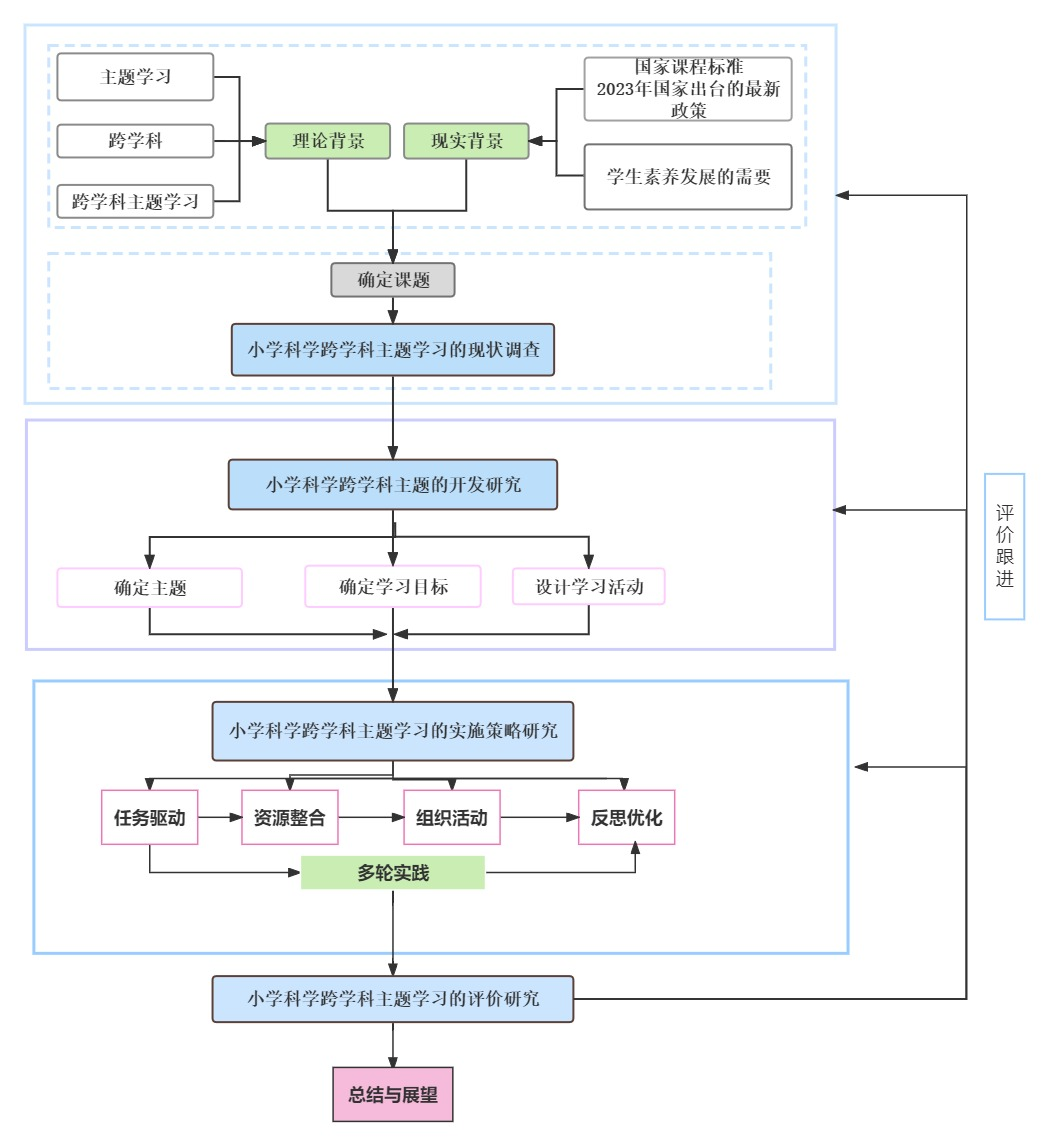 主题学习
跨学科
跨学科主题学习
理论背景
现实背景
国家课程标准
2023年国家出台的最新
政策
学生素养发展的需要
确定课题
小学科学跨学科主题学习的现状调查
小学科学跨学科主题的开发研究
确定主题
确定学习目标
设计学习活动
小学科学跨学科主题学习的实施策略研究
任务驱动
资源整合
组织活动
反思优化
多轮实践
小学科学跨学科主题学习的评价研究
总结与展望
评
价
跟
进